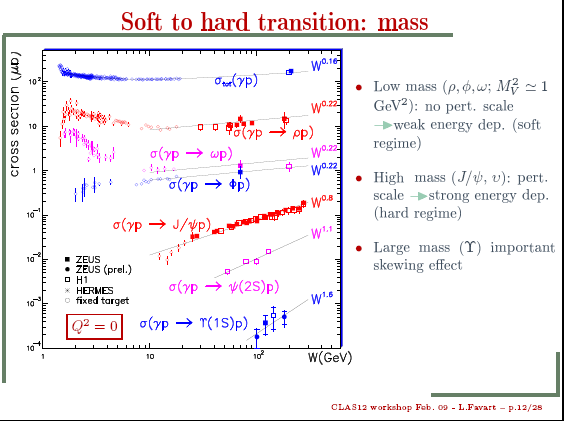 Soft to hard transition: mass
cross section (μb)
10²
10
1
10⁻¹
10⁻²
10⁻³
10⁻⁴
1
10
10²
W(GeV)
σtot(γp)
W^0.16
W^0.22
σ(γp → ρp)
σ(γp → ωp)
W^0.22
W^0.22
σ(γp → Φp)
σ(γp → J/ψp)
W^0.8
W^1.1
σ(γp → ψ(2S)p)
W^1.6
σ(γp → ϒ(1S)p)
ZEUS
ZEUS (prel.)
H1
HERMES
fixed target
Q² = 0
• Low mass (ρ, ϕ, ω; M_V² ≃ 1
GeV²): no pert. scale
→weak energy dep. (soft
regime)
• High mass (J/ψ, υ): pert.
scale →strong energy dep.
(hard regime)
• Large mass (ϒ) important
skewing effect
CLAS12 workshop Feb. 09 - L.Favart – p.12/28